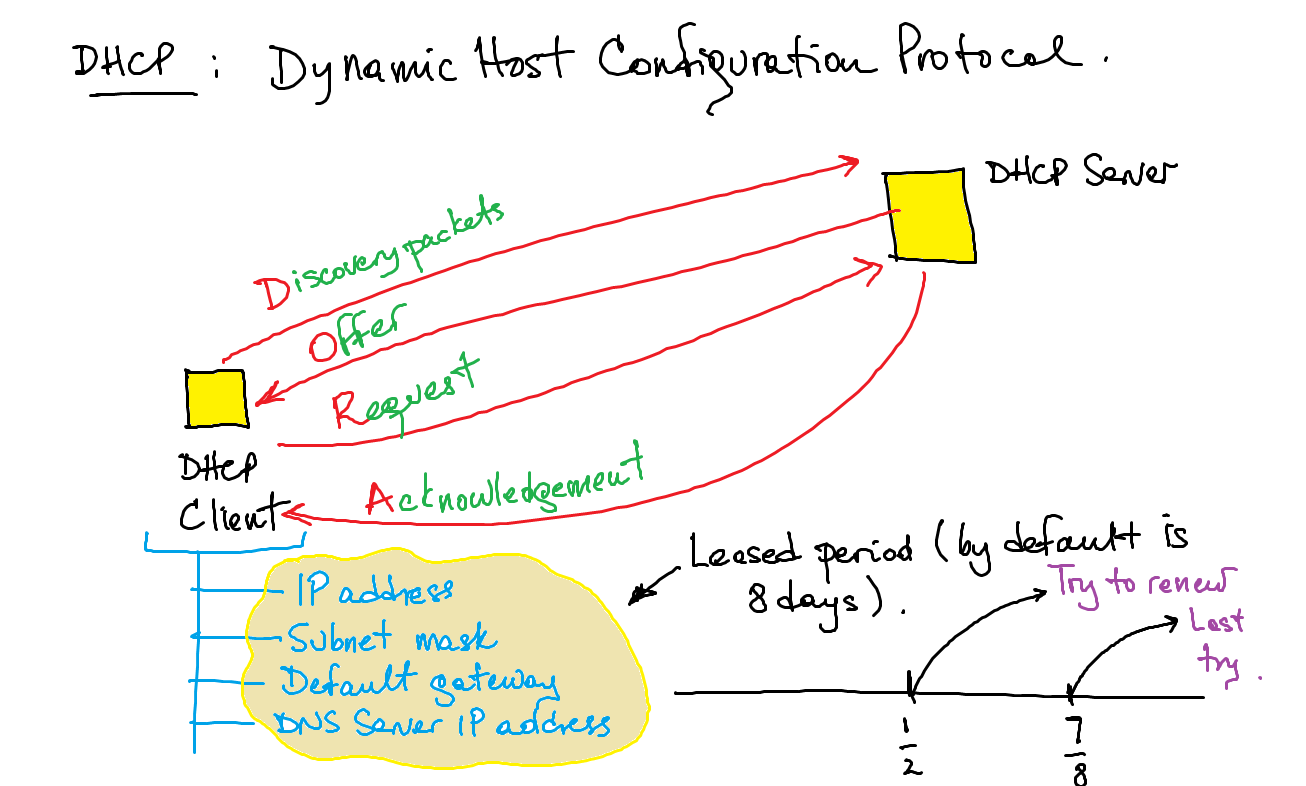 DHCP : Dynamic Host Configuration Protocol.
DHCP Server
Discovery packets
Offer
Request
Acknowledgement
DHCP
Client
IP address
Subnet mask
Default gateway
DNS Server IP address
Leased period (by default is
8 days).
Try to renew
Last
try.
1/2
7/8